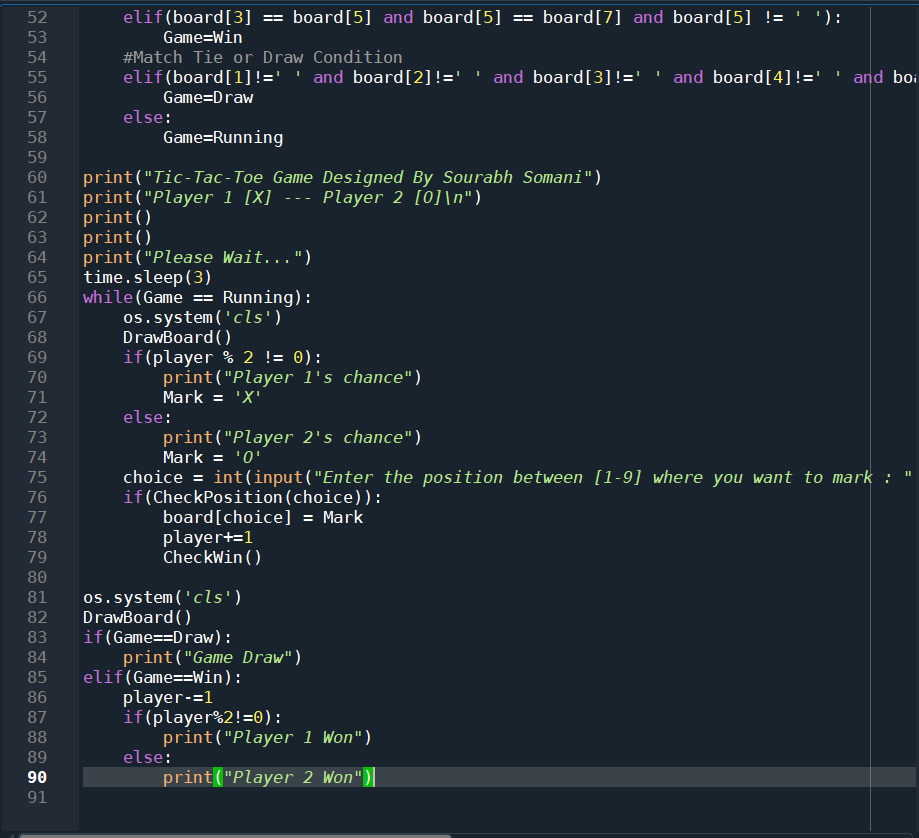 52 elif(board[3] == board[5] and board[5] == board[7] and board[5] != ' '):
53 Game=Win
54 #Match Tie or Draw Condition
55 elif(board[1]!=' ' and board[2]!=' ' and board[3]!=' ' and board[4]!=' ' and boa
56 Game=Draw
57 else:
58 Game=Running
59
60 print("Tic-Tac-Toe Game Designed By Sourabh Somani")
61 print("Player 1 [X] --- Player 2 [O]\n")
62 print()
63 print()
64 print("Please Wait...")
65 time.sleep(3)
66 while(Game == Running):
67 os.system('cls')
68 DrawBoard()
69 if(player % 2 != 0):
70 print("Player 1's chance")
71 Mark = 'X'
72 else:
73 print("Player 2's chance")
74 Mark = 'O'
75 choice = int(input("Enter the position between [1-9] where you want to mark : "
76 if(CheckPosition(choice)):
77 board[choice] = Mark
78 player+=1
79 CheckWin()
80
81 os.system('cls')
82 DrawBoard()
83 if(Game==Draw):
84 print("Game Draw")
85 elif(Game==Win):
86 player-=1
87 if(player%2!=0):
88 print("Player 1 Won")
89 else:
90 print("Player 2 Won")
91